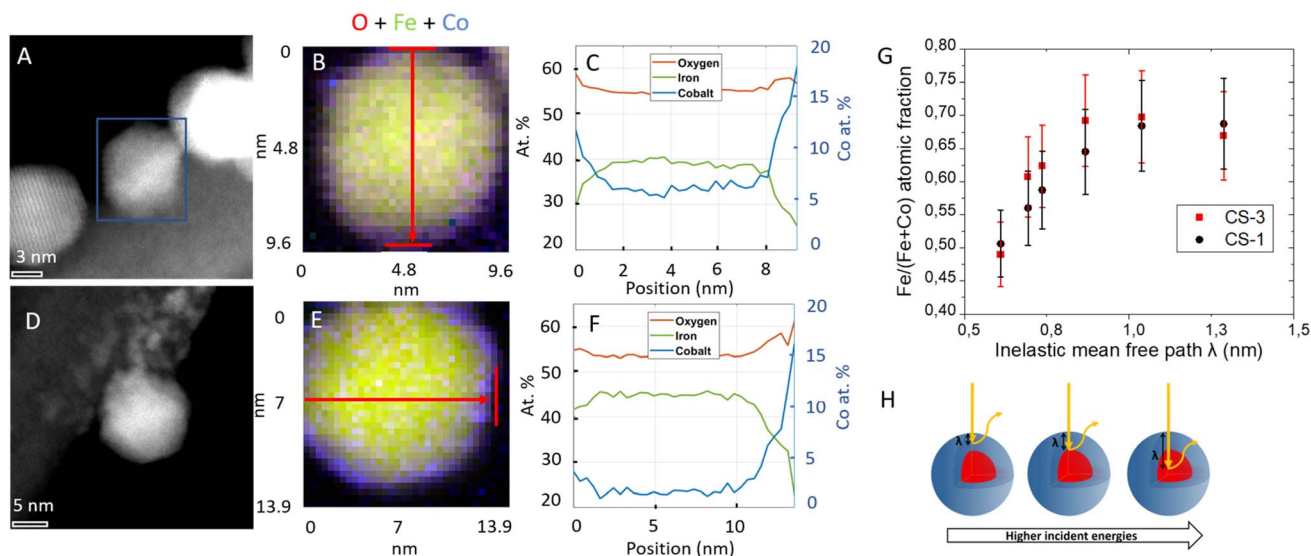 O + Fe + Co
A
3 nm
B
0
4.8
9.6
nm
0
4.8
9.6
nm
C
Oxygen
Iron
Cobalt
60
50
40
30
20
At. %
20
15
10
5
0
Co at. %
0
2
4
6
8
Position (nm)
D
5 nm
E
0
7
13.9
nm
0
7
13.9
nm
F
Oxygen
Iron
Cobalt
60
50
40
30
20
At. %
20
15
10
5
0
Co at. %
0
5
10
Position (nm)
G
0,80
0,75
0,70
0,65
0,60
0,55
0,50
0,45
0,40
Fe/(Fe+Co) atomic fraction
CS-3
CS-1
0,5
0,8
1,0
1,3
1,5
Inelastic mean free path λ (nm)
H
λ
λ
λ
Higher incident energies